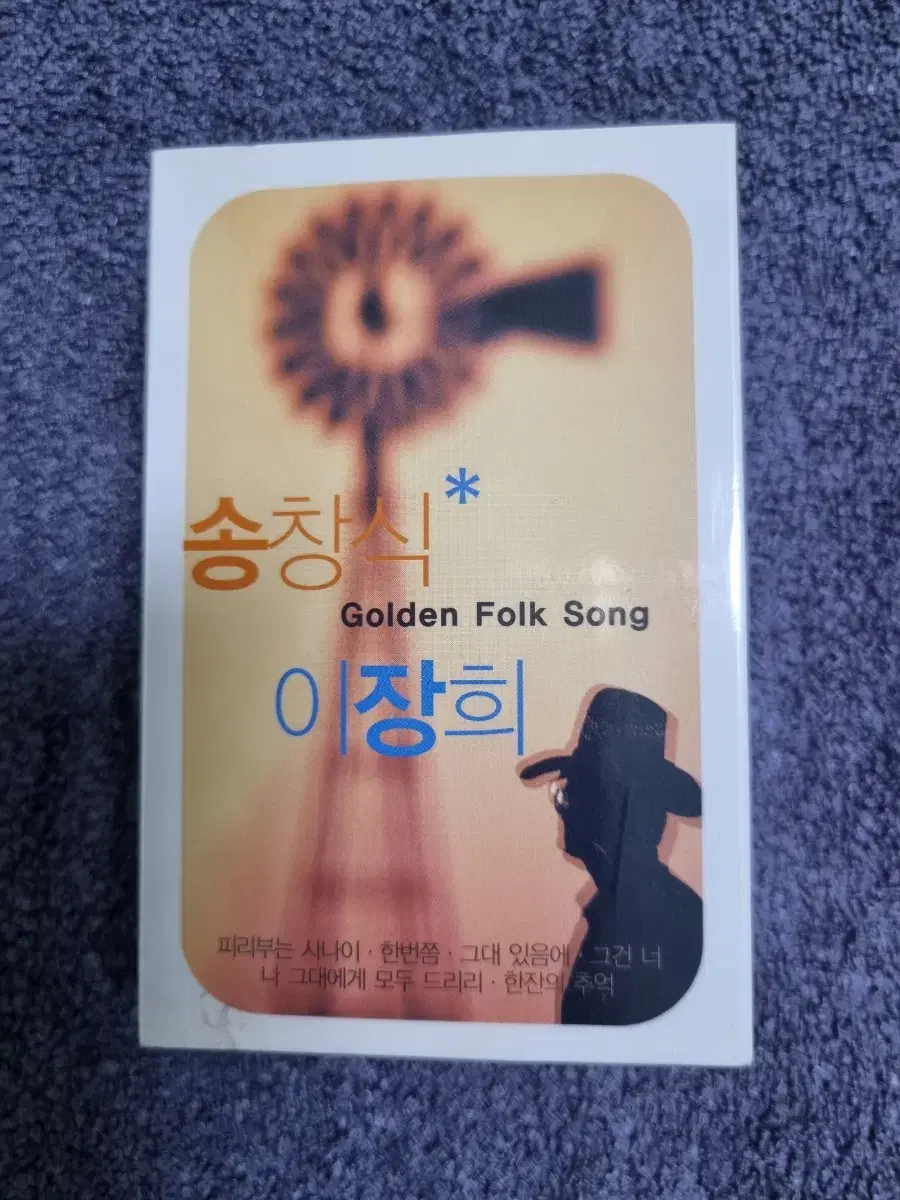 송창식*
Golden Folk Song
이장희
피리부는 사나이 · 한번쯤 · 그대 있음에 · 그건 너
나 그대에게 모두 드리리 · 한잔의 추억